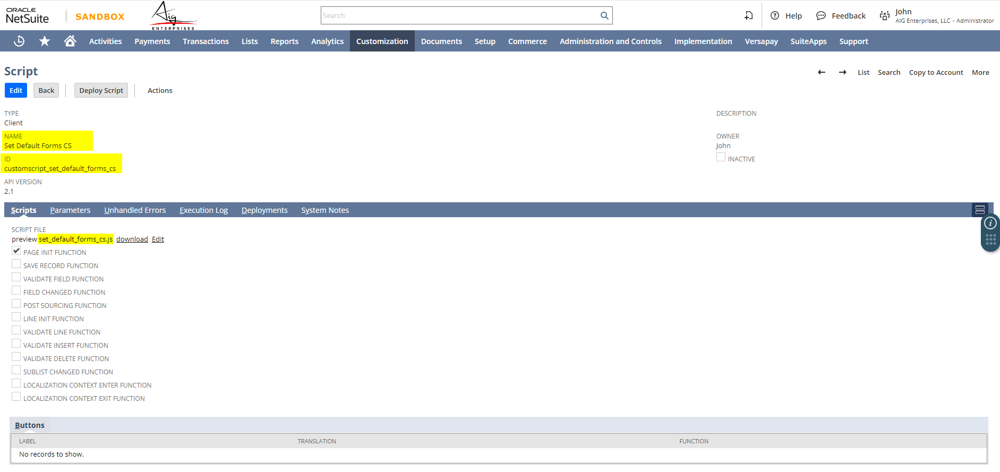 ORACLE
NetSuite
SANDBOX
Aig
ENTERPRISES
Search
Help
Feedback
John
AIG Enterprises, LLC - Administrator
Activities Payments Transactions Lists Reports Analytics Customization Documents Setup Commerce Administration and Controls Implementation Versapay SuiteApps Support
Script
List Search Copy to Account More
Edit Back Deploy Script Actions
TYPE
Client
DESCRIPTION
NAME
Set Default Forms CS
OWNER
John
ID
customscript_set_default_forms_cs
INACTIVE
API VERSION
2.1
Scripts Parameters Unhandled Errors Execution Log Deployments System Notes
SCRIPT FILE
preview set_default_forms_cs.js download Edit
PAGE INIT FUNCTION
SAVE RECORD FUNCTION
VALIDATE FIELD FUNCTION
FIELD CHANGED FUNCTION
POST SOURCING FUNCTION
LINE INIT FUNCTION
VALIDATE LINE FUNCTION
VALIDATE INSERT FUNCTION
VALIDATE DELETE FUNCTION
SUBLIST CHANGED FUNCTION
LOCALIZATION CONTEXT ENTER FUNCTION
LOCALIZATION CONTEXT EXIT FUNCTION
Buttons
LABEL TRANSLATION FUNCTION
No records to show.